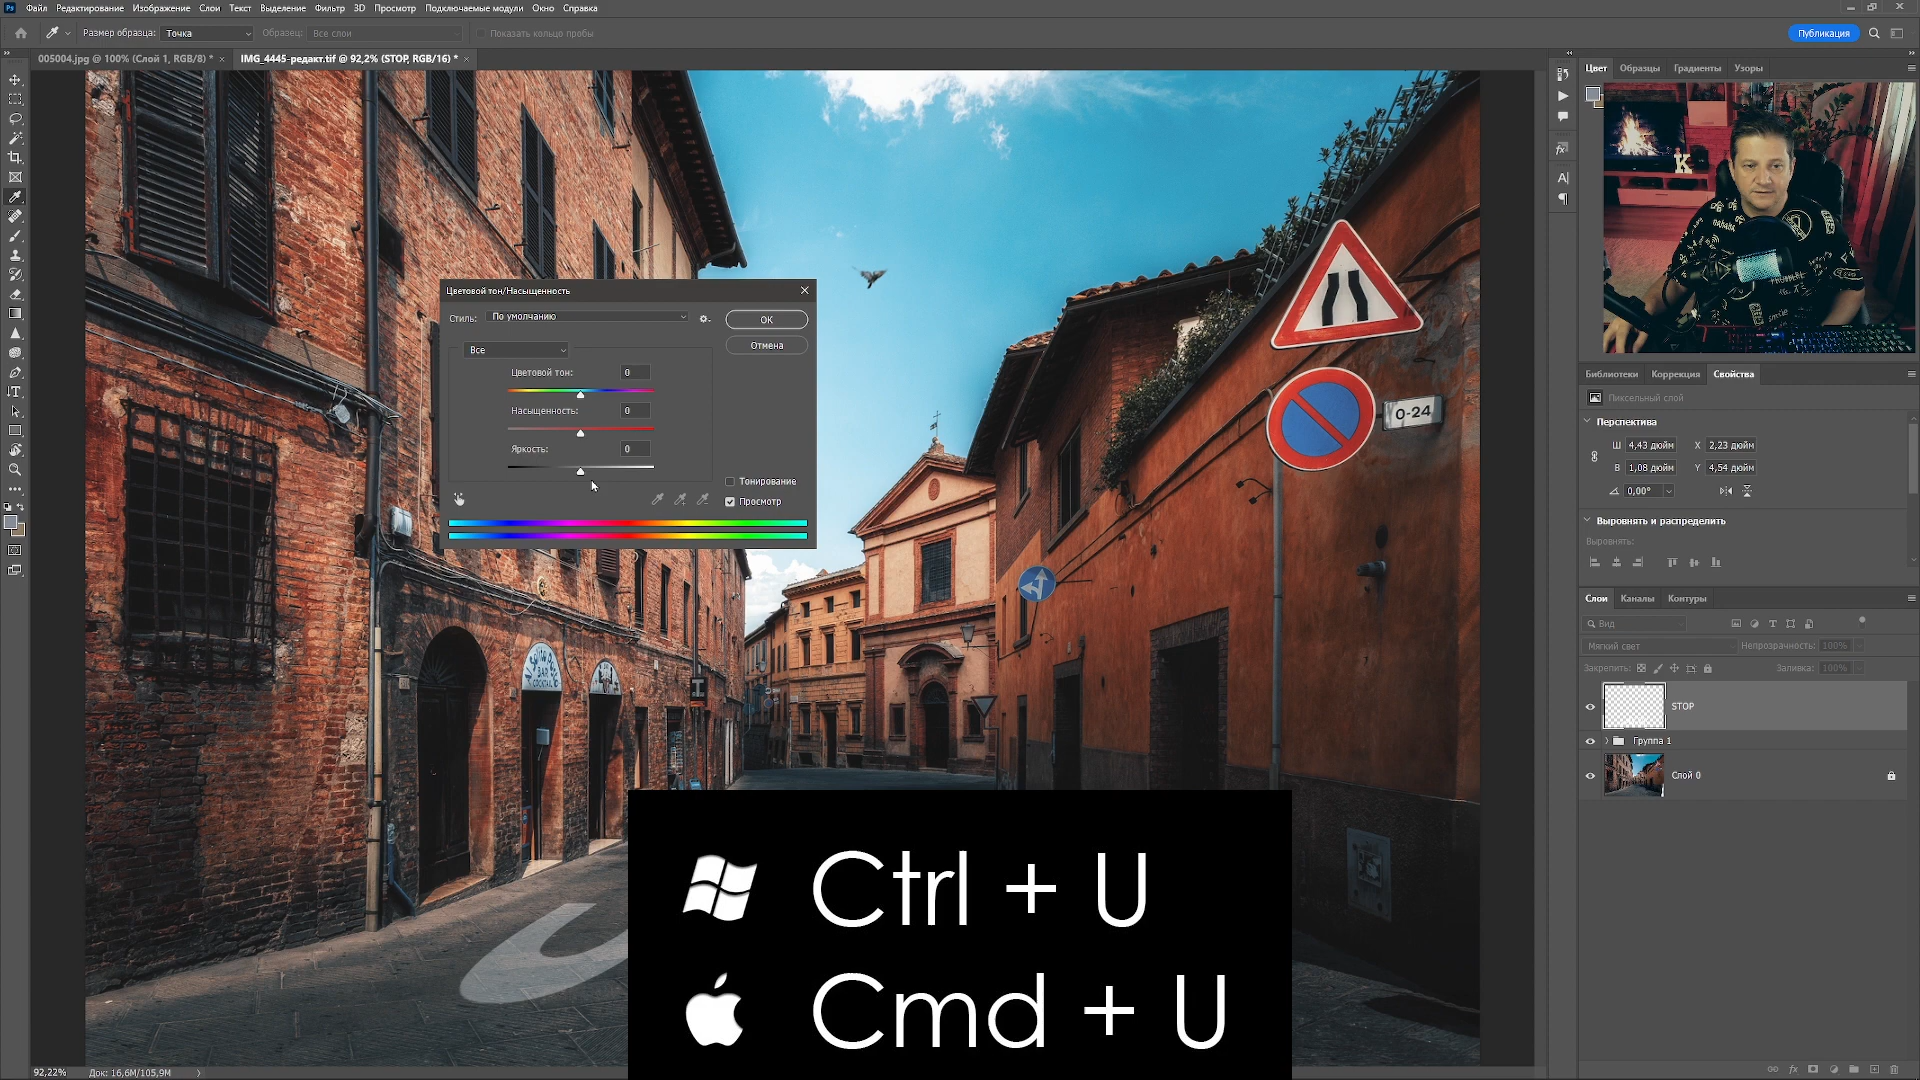 Ps Файл Редактирование Изображение Слои Текст Выделение Фильтр 3D Просмотр Подключаемые модули Окно Справка
Размер образца: Точка Образец: Все слои Показать кольцо пробы Публикация
005004.jpg @ 100% (Слой 1, RGB/8) * × IMG_4445-редакт.tif @ 92,2% (STOP, RGB/16) * ×
Цвет Образцы Градиенты Узоры
K
Цветовой тон/Насыщенность
Стиль: По умолчанию
OK
Отмена
Все
Цветовой тон: 0
Насыщенность: 0
Яркость: 0
Тонирование
Просмотр
0-24
BAR
COCKTAIL
Библиотеки Коррекция Свойства
Пиксельный слой
Перспектива
Ш 4,43 дюйм X 2,23 дюйм
В 1,08 дюйм Y 4,54 дюйм
0,00°
Выровнять и распределить
Выровнять:
Слои Каналы Контуры
Вид
Мягкий свет Непрозрачность: 100%
Закрепить: Заливка: 100%
STOP
Группа 1
Слой 0
Ctrl + U
Cmd + U
92,22% Док: 16,6M/105,9M